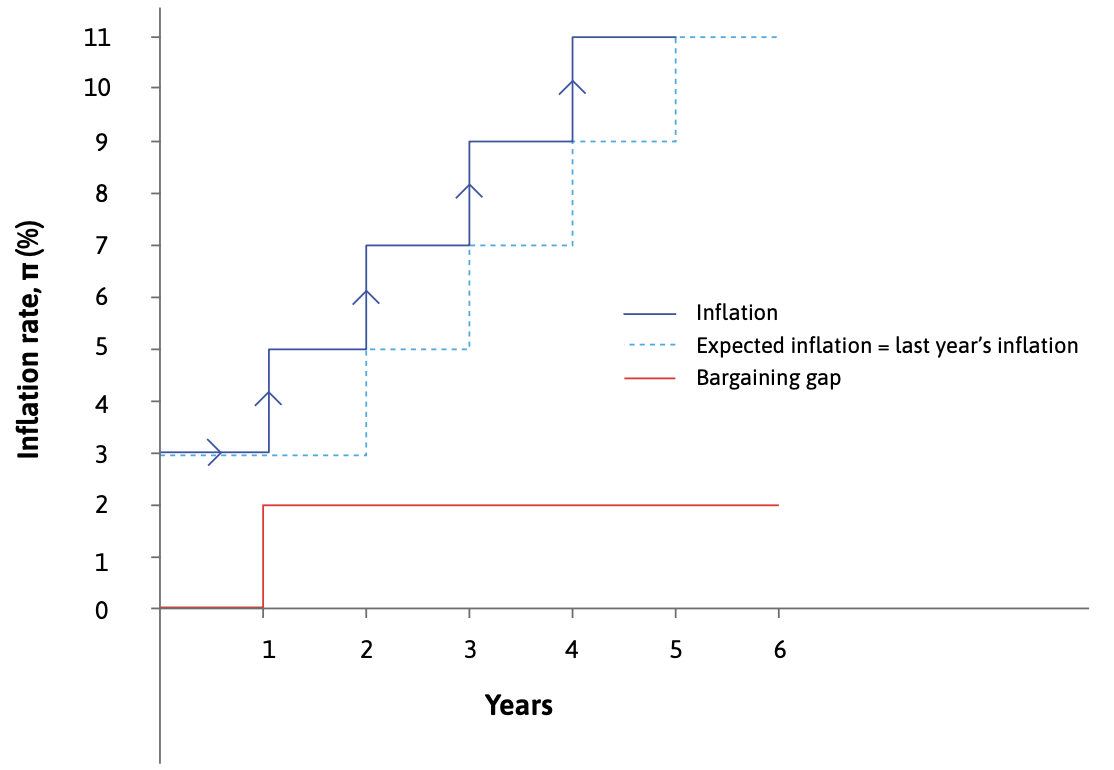 11
10
9
8
7
6
5
4
3
2
1
0
Inflation rate, π (%)
Inflation
Expected inflation = last year’s inflation
Bargaining gap
1 2 3 4 5 6
Years